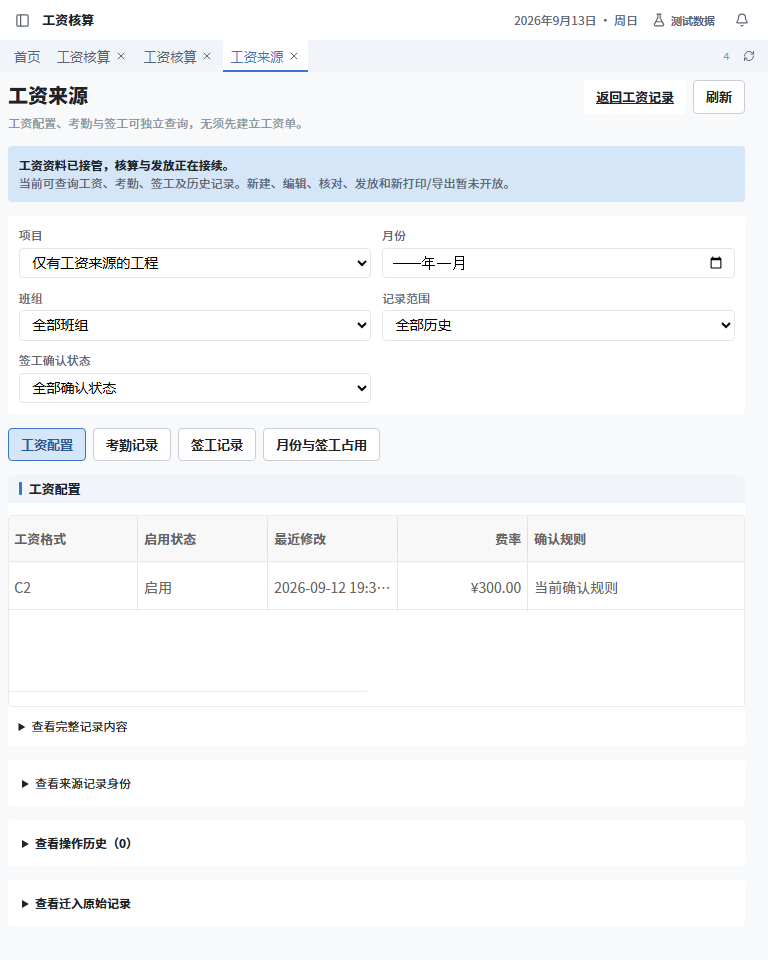 工资核算
2026年9月13日 · 周日 测试数据
首页 工资核算 × 工资核算 × 工资来源 × 4
工资来源
返回工资记录 刷新
工资配置、考勤与签工可独立查询，无须先建立工资单。
工资资料已接管，核算与发放正在接续。
当前可查询工资、考勤、签工及历史记录。新建、编辑、核对、发放和新打印/导出暂未开放。
项目 月份
仅有工资来源的工程 ——年一月
班组 记录范围
全部班组 全部历史
签工确认状态
全部确认状态
工资配置 考勤记录 签工记录 月份与签工占用
工资配置
工资格式 启用状态 最近修改 费率 确认规则
C2 启用 2026-09-12 19:3… ¥300.00 当前确认规则
查看完整记录内容
查看来源记录身份
查看操作历史（0）
查看迁入原始记录